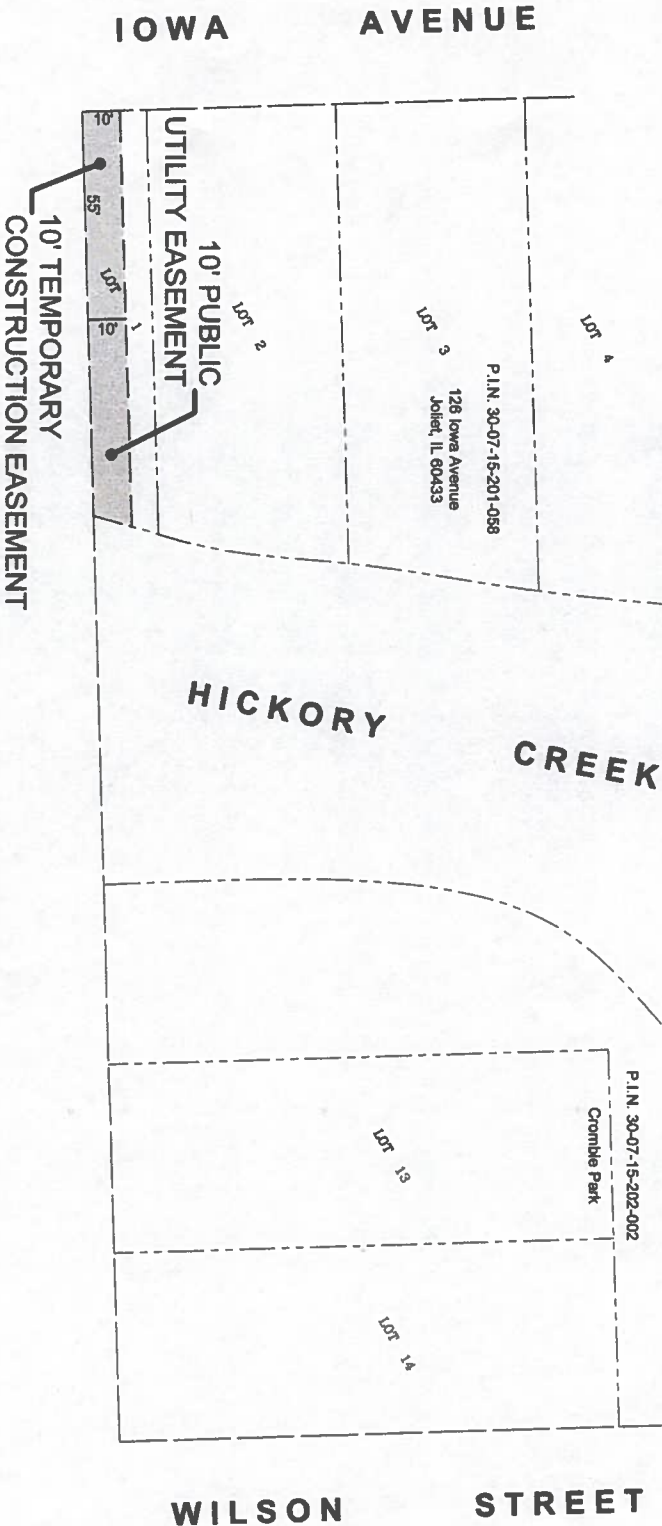 IOWA AVENUE
10'
55'
LOT 1
10'
10' TEMPORARY
CONSTRUCTION EASEMENT
10' PUBLIC
UTILITY EASEMENT
LOT 2
LOT 3
LOT 4
P.I.N. 30-07-15-201-058
126 Iowa Avenue
Joliet, IL 60433
HICKORY CREEK
P.I.N. 30-07-15-202-002
Crombie Park
LOT 13
LOT 14
WILSON STREET